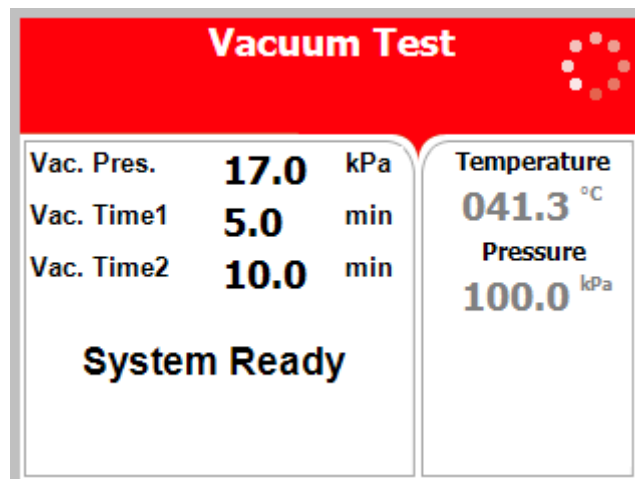 Vacuum Test
Vac. Pres. 17.0 kPa
Vac. Time1 5.0 min
Vac. Time2 10.0 min
System Ready
Temperature
041.3 °C
Pressure
100.0 kPa